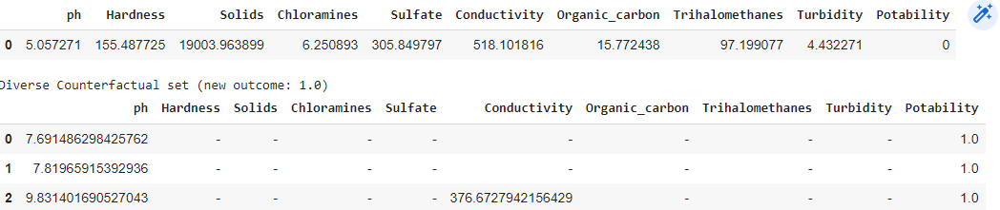 ph Hardness Solids Chloramines Sulfate Conductivity Organic_carbon Trihalomethanes Turbidity Potability
0 5.057271 155.487725 19003.963899 6.250893 305.849797 518.101816 15.772438 97.199077 4.432271 0
Diverse Counterfactual set (new outcome: 1.0)
ph Hardness Solids Chloramines Sulfate Conductivity Organic_carbon Trihalomethanes Turbidity Potability
0 7.691486298425762 - - - - - - - - 1.0
1 7.81965915392936 - - - - - - - - 1.0
2 9.831401690527043 - - - - 376.6727942156429 - - - 1.0